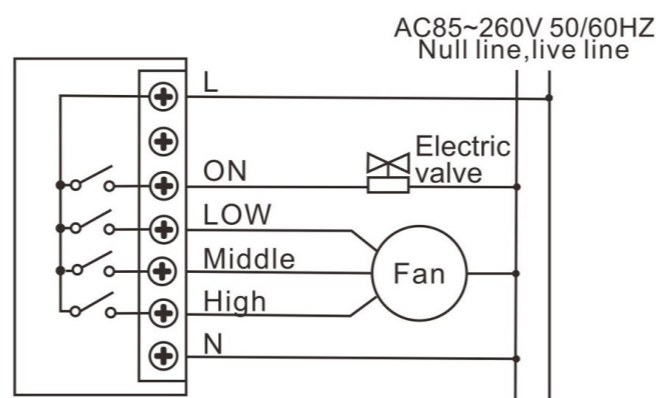 AC85~260V 50/60HZ
Null line,live line
L
Electric
valve
ON
LOW
Middle
Fan
High
N